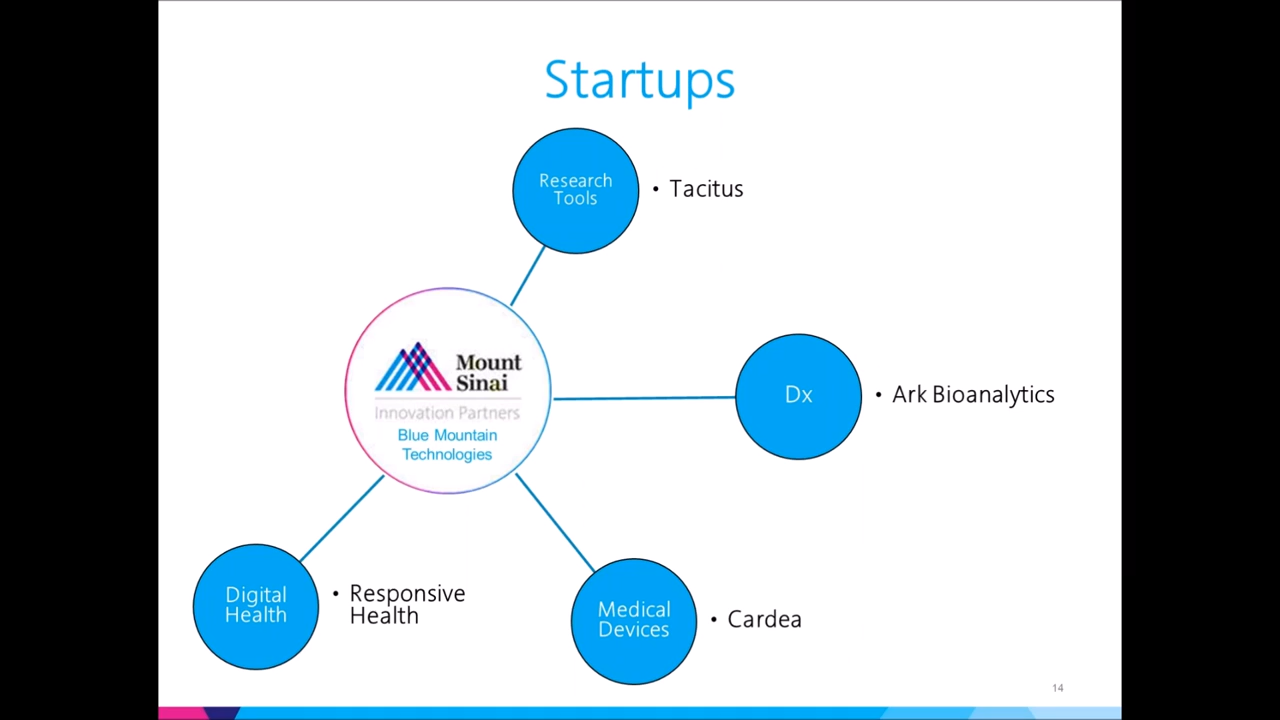 Startups
Research
Tools
• Tacitus
Mount
Sinai
Innovation Partners
Blue Mountain
Technologies
Dx
• Ark Bioanalytics
Digital
Health
• Responsive
Health
Medical
Devices
• Cardea
14